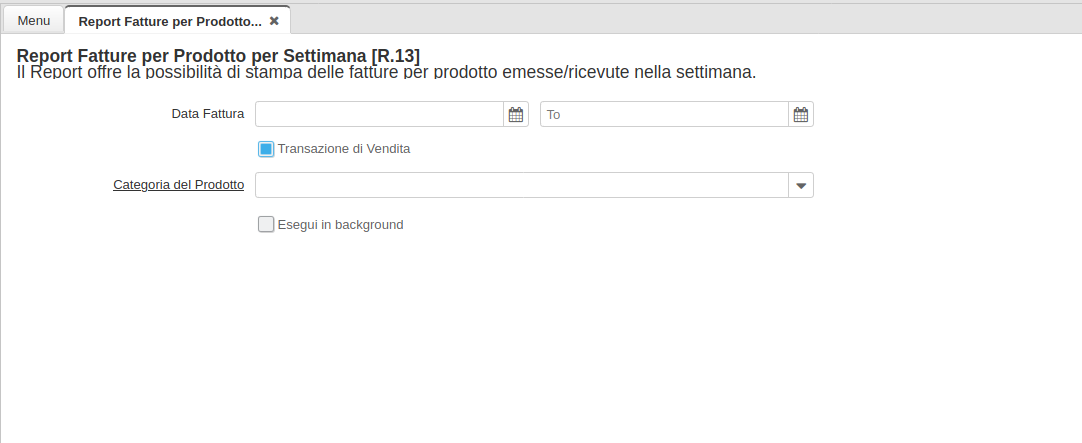 Menu
Report Fatture per Prodotto...
Report Fatture per Prodotto per Settimana [R.13]
Il Report offre la possibilità di stampa delle fatture per prodotto emesse/ricevute nella settimana.
Data Fattura To
Transazione di Vendita
Categoria del Prodotto
Esegui in background